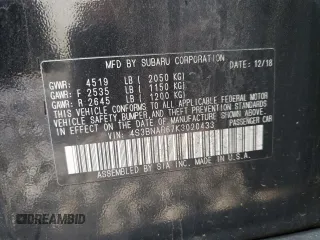 MFD BY SUBARU CORPORATION DATE: 12/18
GVWR: 4519 LB ( 2050 KG)
GAWR: F 2535 LB ( 1150 KG)
GAWR: R 2645 LB ( 1200 KG)
THIS VEHICLE CONFORMS TO ALL APPLICABLE FEDERAL MOTOR
VEHICLE SAFETY, BUMPER, AND THEFT PREVENTION STANDARDS
IN EFFECT ON THE DATE OF MANUFACTURE SHOWN ABOVE.
VIN: 4S3BNAB67K3020433 PASSENGER CAR
ASSEMBLED BY SIA INC. MADE IN U.S.A.
DREAMBID